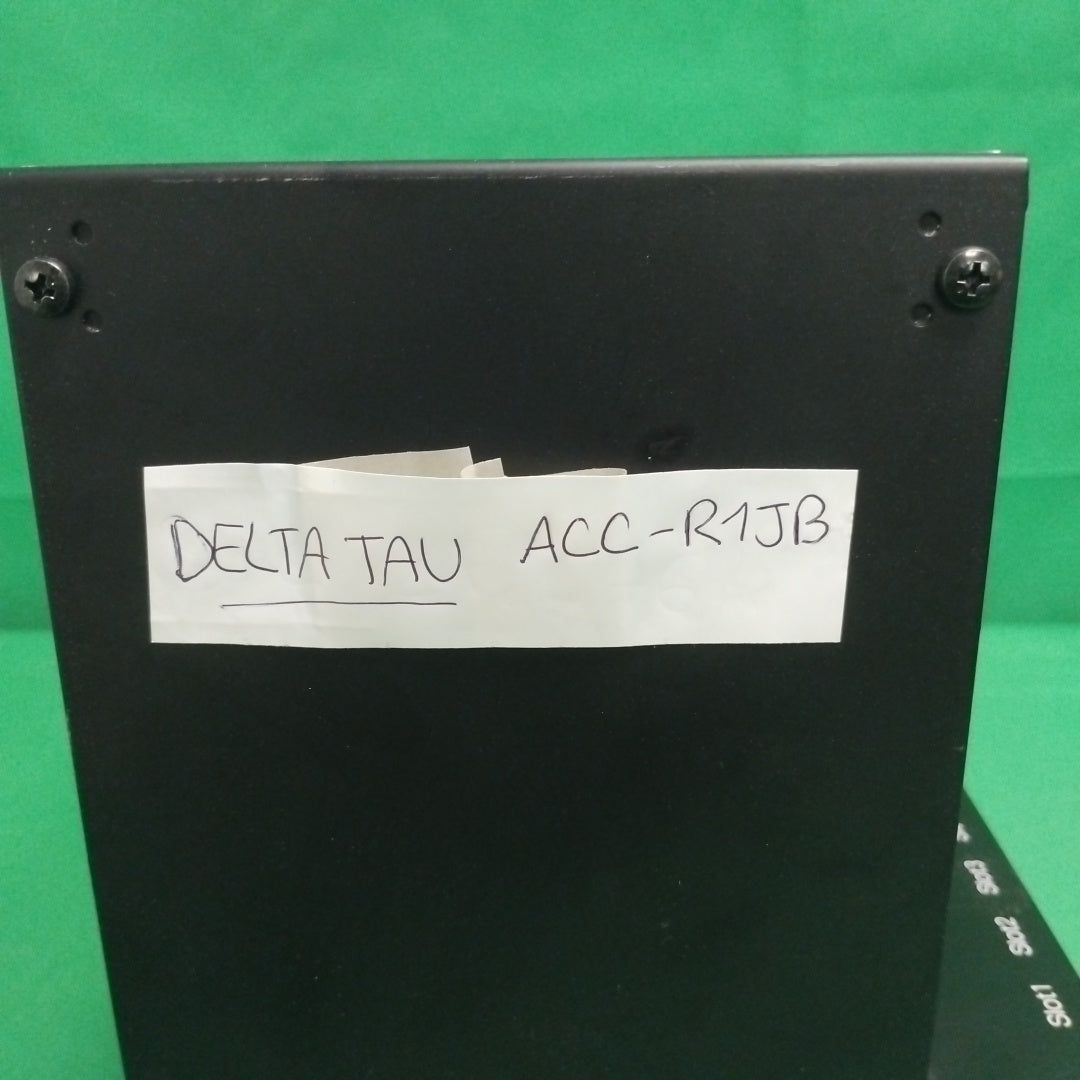 DELTA TAU ACC-R1JB
Slot3
Slot2
Slot1